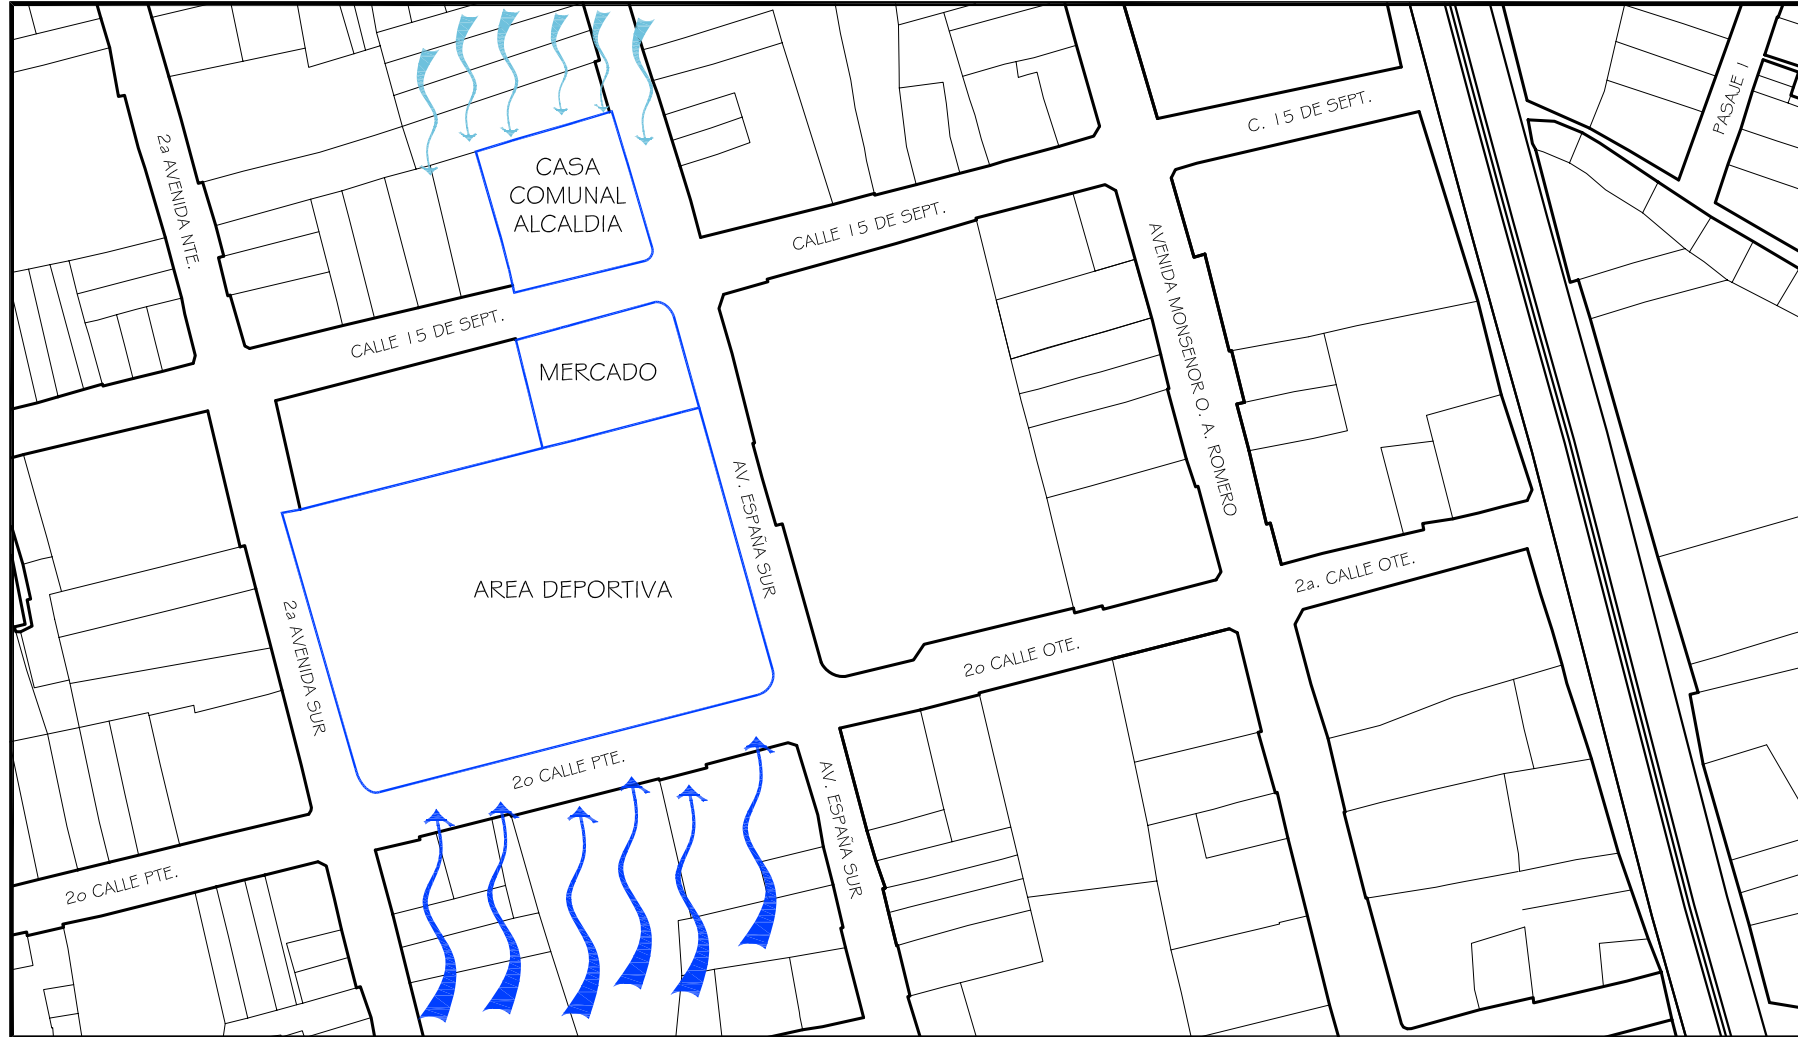 PASAJE I
C. 15 DE SEPT.
2a AVENIDA NTE.
CASA
COMUNAL
ALCALDIA
CALLE 15 DE SEPT.
CALLE 15 DE SEPT.
AVENIDA MONSENOR O. A. ROMERO
MERCADO
AV. ESPAÑA SUR
AREA DEPORTIVA
2a. CALLE OTE.
2a AVENIDA SUR
2o CALLE OTE.
2o CALLE PTE.
AV. ESPAÑA SUR
2o CALLE PTE.